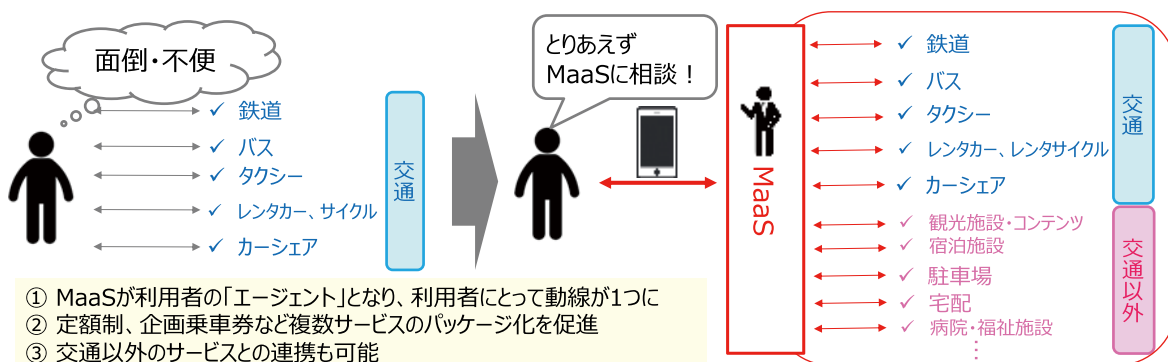 面倒・不便
✓ 鉄道
✓ バス
✓ タクシー
✓ レンタカー、サイクル
✓ カーシェア
交通
とりあえず
MaaSに相談！
MaaS
✓ 鉄道
✓ バス
✓ タクシー
✓ レンタカー、レンタサイクル
✓ カーシェア
交通
✓ 観光施設・コンテンツ
✓ 宿泊施設
✓ 駐車場
✓ 宅配
✓ 病院・福祉施設
⋮
交通以外
① MaaSが利用者の「エージェント」となり、利用者にとって動線が1つに
② 定額制、企画乗車券など複数サービスのパッケージ化を促進
③ 交通以外のサービスとの連携も可能